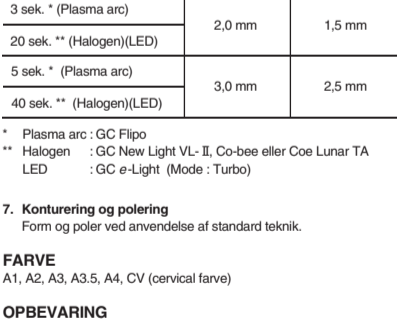 3 sek. * (Plasma arc)
2,0 mm 1,5 mm
20 sek. ** (Halogen)(LED)
5 sek. * (Plasma arc)
3,0 mm 2,5 mm
40 sek. ** (Halogen)(LED)
* Plasma arc : GC Flipo
** Halogen : GC New Light VL- II, Co-bee eller Coe Lunar TA
LED : GC e-Light (Mode : Turbo)
7. Konturering og polering
Form og poler ved anvendelse af standard teknik.
FARVE
A1, A2, A3, A3.5, A4, CV (cervical farve)
OPBEVARING